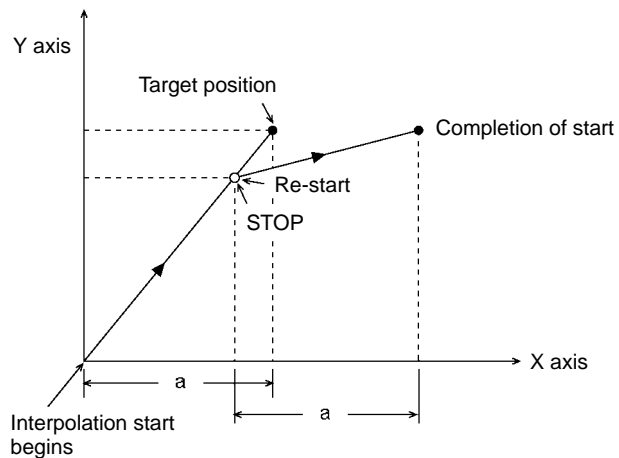 Y axis
Target position
Completion of start
Re-start
STOP
X axis
a
a
Interpolation start
begins